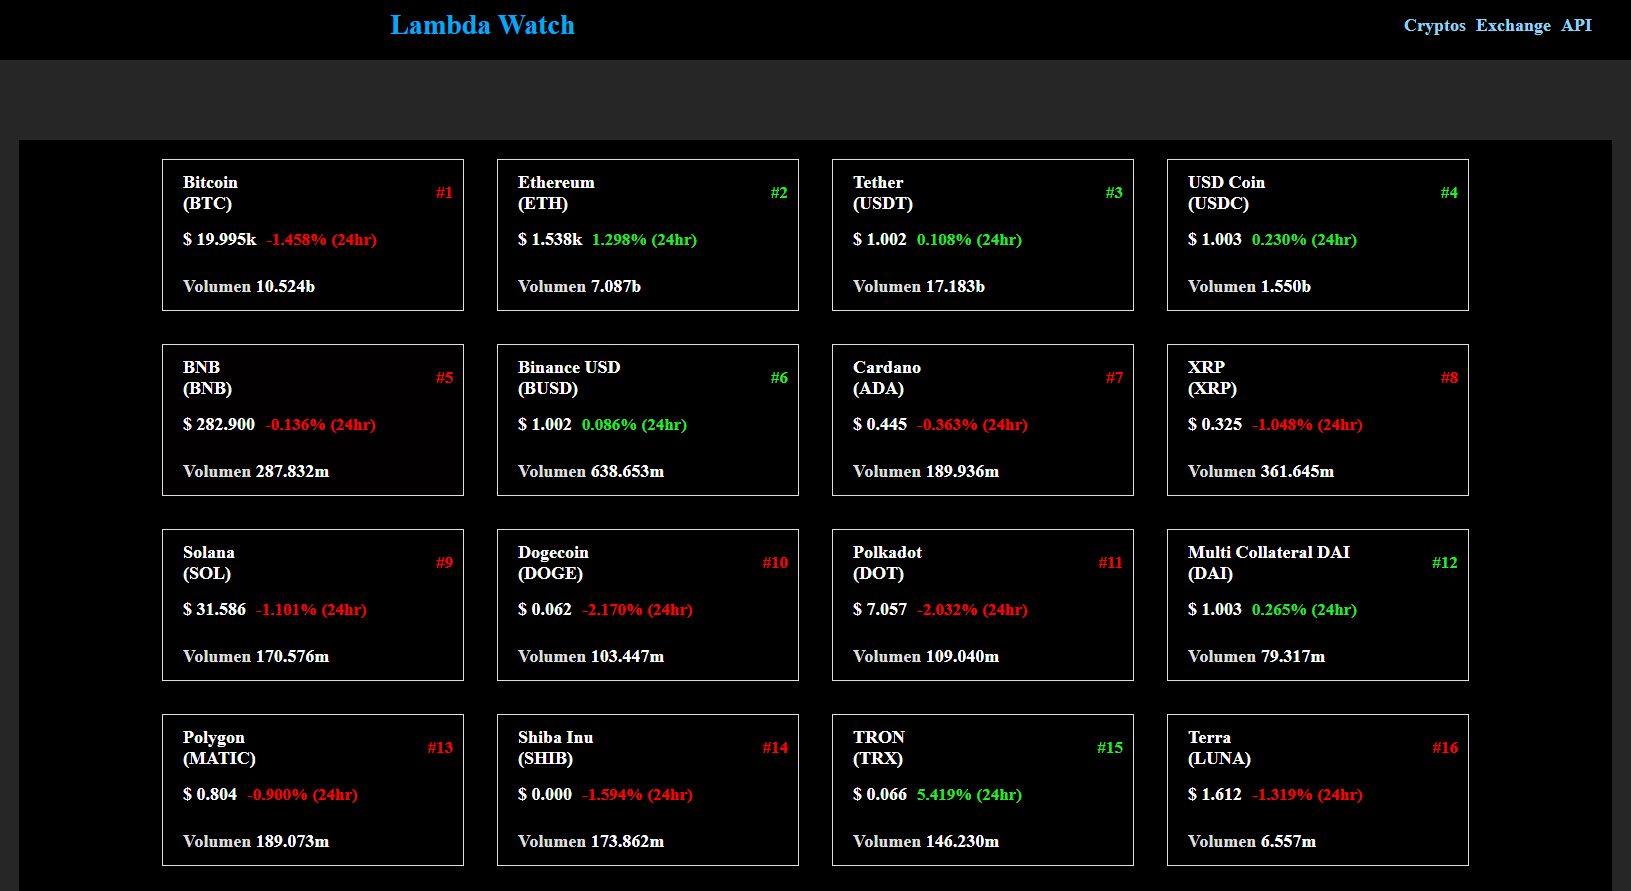 Lambda Watch
Cryptos Exchange API
Bitcoin
(BTC)
#1
$ 19.995k -1.458% (24hr)
Volumen 10.524b
Ethereum
(ETH)
#2
$ 1.538k 1.298% (24hr)
Volumen 7.087b
Tether
(USDT)
#3
$ 1.002 0.108% (24hr)
Volumen 17.183b
USD Coin
(USDC)
#4
$ 1.003 0.230% (24hr)
Volumen 1.550b
BNB
(BNB)
#5
$ 282.900 -0.136% (24hr)
Volumen 287.832m
Binance USD
(BUSD)
#6
$ 1.002 0.086% (24hr)
Volumen 638.653m
Cardano
(ADA)
#7
$ 0.445 -0.363% (24hr)
Volumen 189.936m
XRP
(XRP)
#8
$ 0.325 -1.048% (24hr)
Volumen 361.645m
Solana
(SOL)
#9
$ 31.586 -1.101% (24hr)
Volumen 170.576m
Dogecoin
(DOGE)
#10
$ 0.062 -2.170% (24hr)
Volumen 103.447m
Polkadot
(DOT)
#11
$ 7.057 -2.032% (24hr)
Volumen 109.040m
Multi Collateral DAI
(DAI)
#12
$ 1.003 0.265% (24hr)
Volumen 79.317m
Polygon
(MATIC)
#13
$ 0.804 -0.900% (24hr)
Volumen 189.073m
Shiba Inu
(SHIB)
#14
$ 0.000 -1.594% (24hr)
Volumen 173.862m
TRON
(TRX)
#15
$ 0.066 5.419% (24hr)
Volumen 146.230m
Terra
(LUNA)
#16
$ 1.612 -1.319% (24hr)
Volumen 6.557m